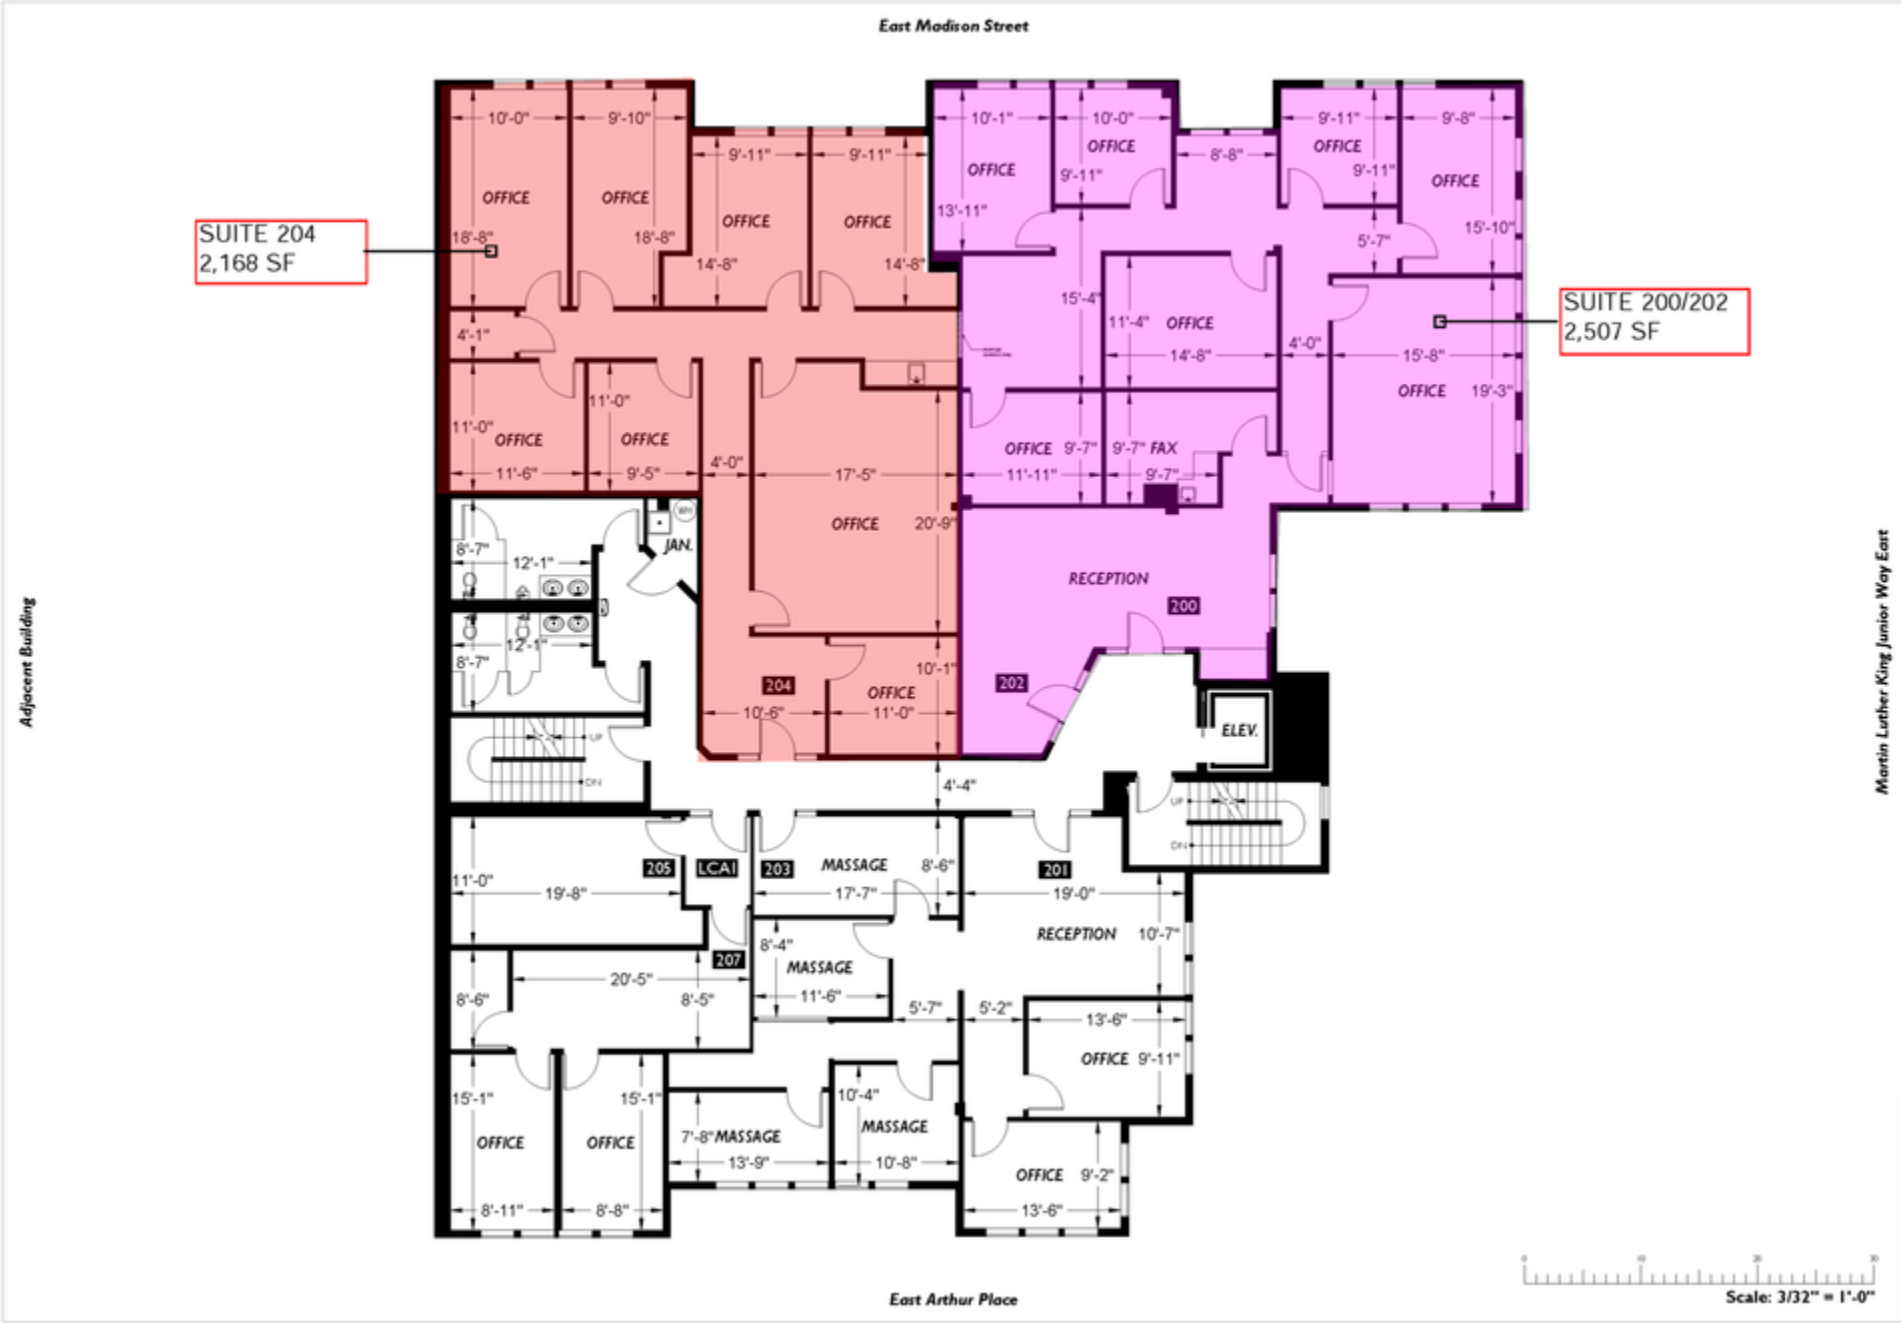 East Madison Street
10'-0"
9'-10"
10'-1"
10'-0"
9'-11"
9'-8"
OFFICE
OFFICE
9'-11"
9'-11"
8'-8"
9'-11"
9'-11"
OFFICE
OFFICE
OFFICE
OFFICE
OFFICE
OFFICE
13'-11"
15'-10"
SUITE 204
2,168 SF
18'-8"
18'-8"
OFFICE
14'-8"
14'-8"
5'-7"
SUITE 200/202
2,507 SF
15'-4"
11'-4"
OFFICE
14'-8"
4'-0"
15'-8"
OFFICE
19'-3"
4'-1"
11'-0"
OFFICE
11'-6"
11'-0"
OFFICE
9'-5"
4'-0"
17'-5"
OFFICE
20'-9"
OFFICE
9'-7"
11'-11"
9'-7"
FAX
9'-7"
8'-7"
12'-1"
JAN.
WH
RECEPTION
200
8'-7"
12'-1"
204
10'-6"
10'-1"
OFFICE
11'-0"
202
ELEV.
UP
DN
4'-4"
UP
DN
Adjacent Building
Martin Luther King Junior Way East
11'-0"
19'-8"
205
LCA1
203
MASSAGE
17'-7"
8'-6"
201
19'-0"
RECEPTION
10'-7"
207
8'-4"
MASSAGE
11'-6"
8'-6"
20'-5"
8'-5"
5'-7"
5'-2"
13'-6"
OFFICE
9'-11"
15'-1"
OFFICE
8'-11"
15'-1"
OFFICE
8'-8"
7'-8"
MASSAGE
13'-9"
10'-4"
MASSAGE
10'-8"
OFFICE
9'-2"
13'-6"
0 10 20 30
Scale: 3/32" = 1'-0"
East Arthur Place